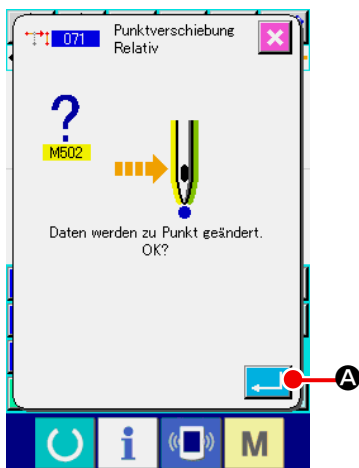 071
Punktverschiebung
Relativ
?
M502
Daten werden zu Punkt geändert.
OK?
A
i
M